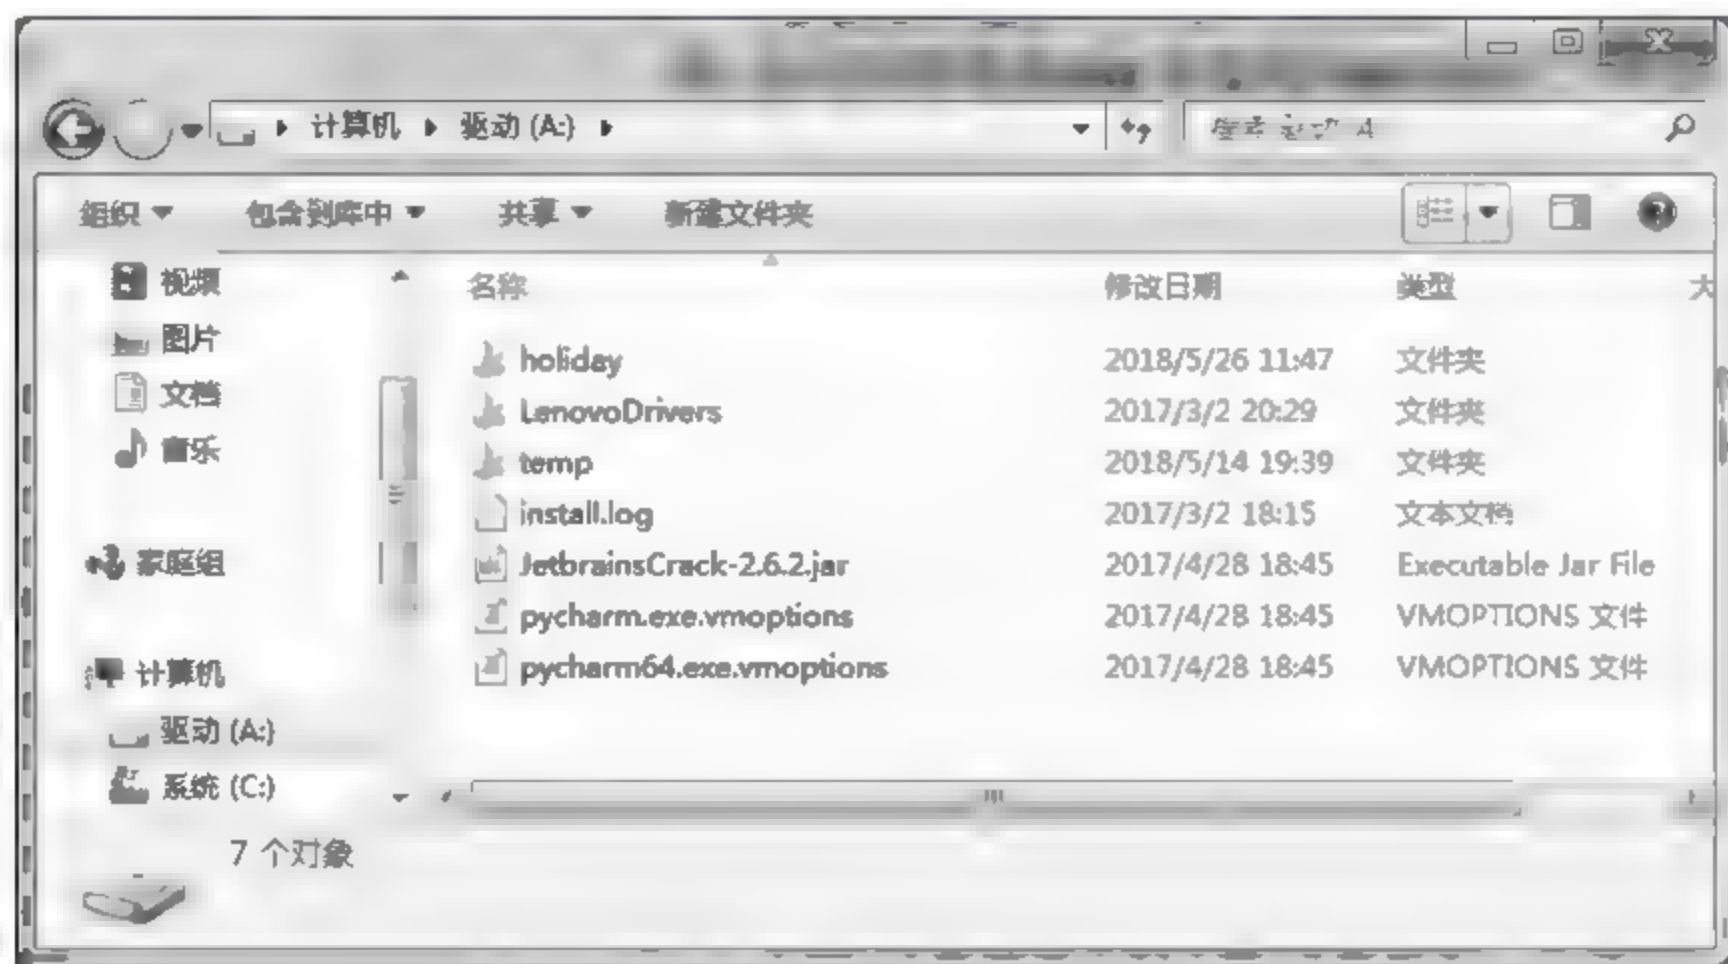 计算机 ▶ 驱动 (A:) ▶
组织 ▼ 包含到库中 ▼ 共享 ▼ 新建文件夹
视频
图片
文档
音乐
家庭组
计算机
驱动 (A:)
系统 (C:)
名称 修改日期 类型 大
holiday 2018/5/26 11:47 文件夹
LenovoDrivers 2017/3/2 20:29 文件夹
temp 2018/5/14 19:39 文件夹
install.log 2017/3/2 18:15 文本文档
JetbrainsCrack-2.6.2.jar 2017/4/28 18:45 Executable Jar File
pycharm.exe.vmoptions 2017/4/28 18:45 VMOPTIONS 文件
pycharm64.exe.vmoptions 2017/4/28 18:45 VMOPTIONS 文件
7 个对象